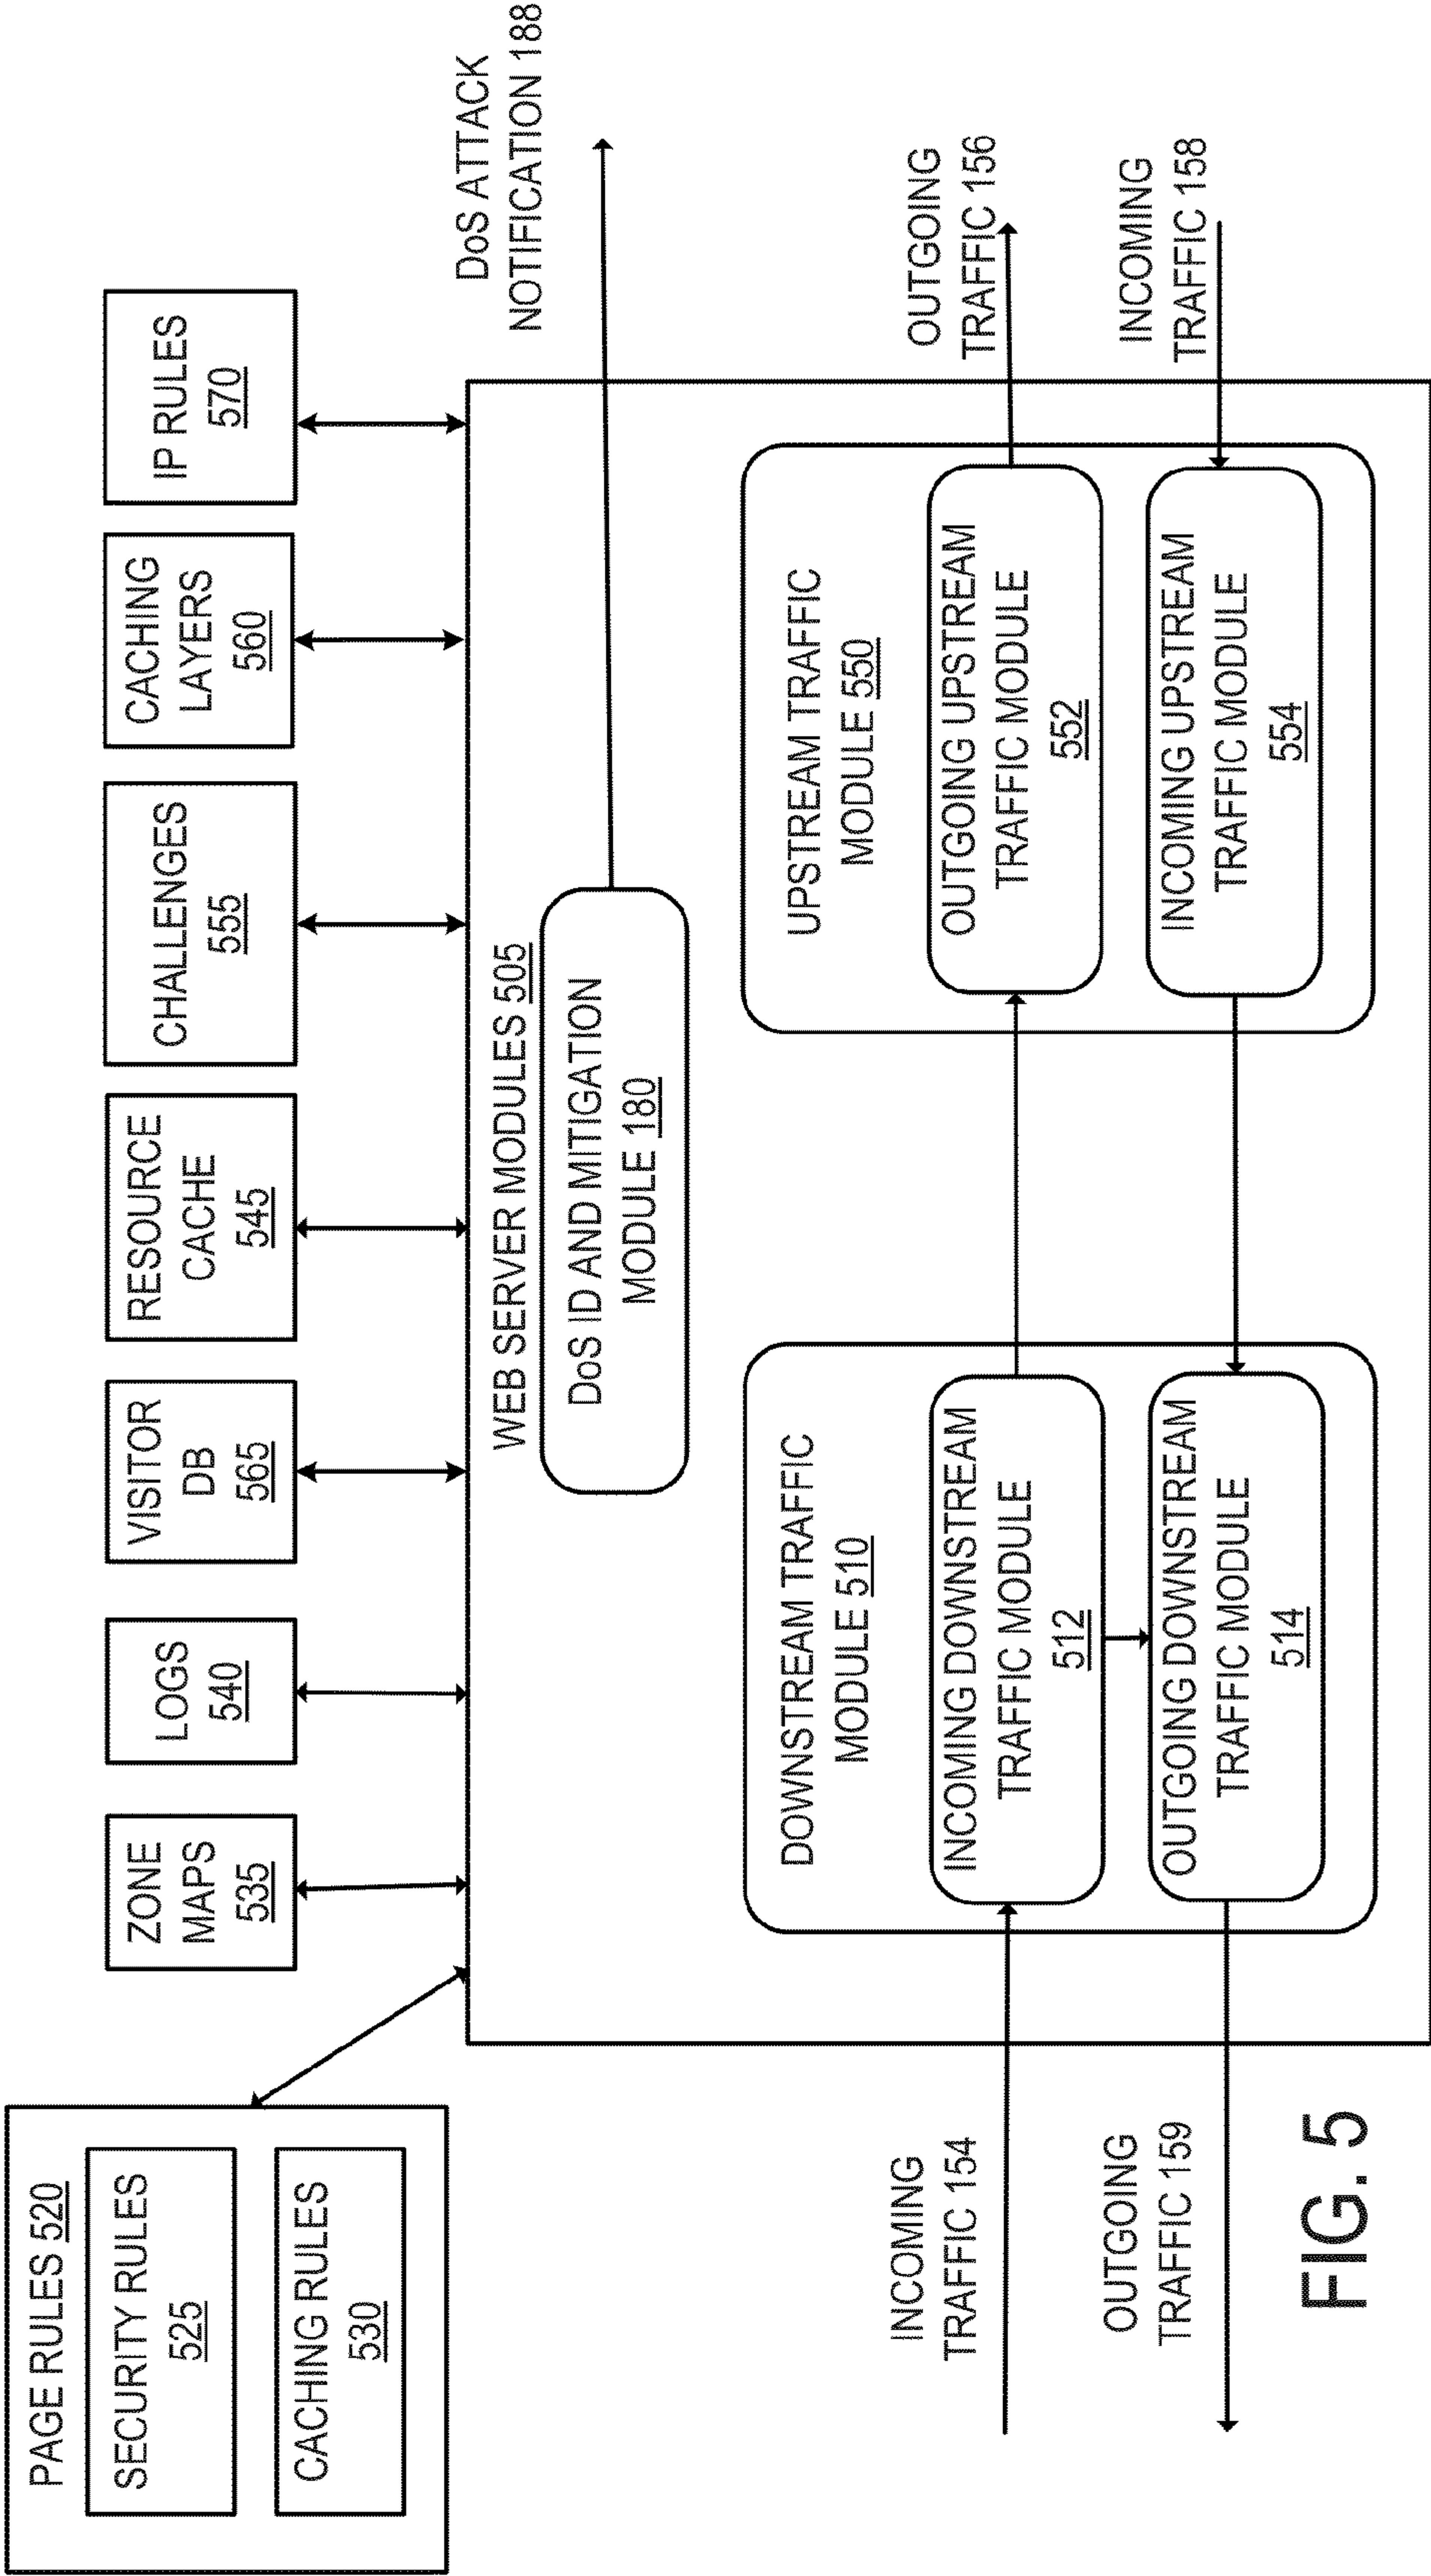 PAGE RULES 520
SECURITY RULES
525
CACHING RULES
530
ZONE
MAPS
535
LOGS
540
VISITOR
DB
565
RESOURCE
CACHE
545
CHALLENGES
555
CACHING
LAYERS
560
IP RULES
570
WEB SERVER MODULES 505
DoS ID AND MITIGATION
MODULE 180
DoS ATTACK
NOTIFICATION 188
DOWNSTREAM TRAFFIC
MODULE 510
INCOMING DOWNSTREAM
TRAFFIC MODULE
512
OUTGOING DOWNSTREAM
TRAFFIC MODULE
514
UPSTREAM TRAFFIC
MODULE 550
OUTGOING UPSTREAM
TRAFFIC MODULE
552
INCOMING UPSTREAM
TRAFFIC MODULE
554
INCOMING
TRAFFIC 154
OUTGOING
TRAFFIC 159
OUTGOING
TRAFFIC 156
INCOMING
TRAFFIC 158
FIG. 5